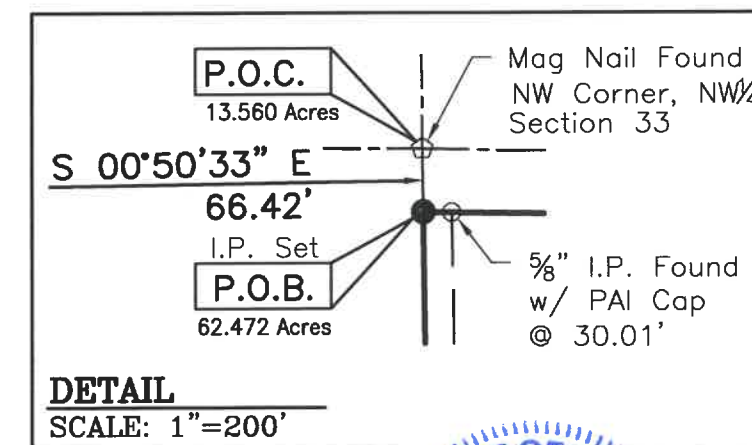 P.O.C.
13.560 Acres
Mag Nail Found
NW Corner, NW¼
Section 33
S 00°50'33" E
66.42'
I.P. Set
P.O.B.
62.472 Acres
⅝" I.P. Found
w/ PAI Cap
@ 30.01'
DETAIL
SCALE: 1"=200'